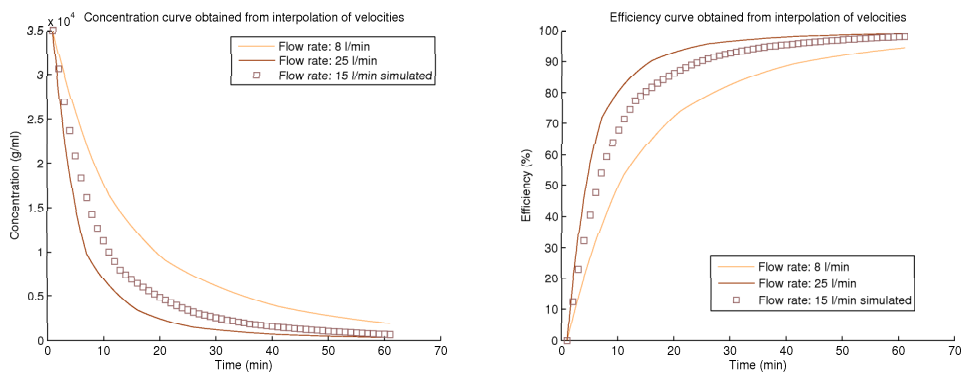 Concentration curve obtained from interpolation of velocities
x 10^4
3.5
3
2.5
2
1.5
1
0.5
0
0 10 20 30 40 50 60 70
Concentration (g/ml)
Time (min)
Flow rate: 8 l/min
Flow rate: 25 l/min
Flow rate: 15 l/min simulated
Efficiency curve obtained from interpolation of velocities
100
90
80
70
60
50
40
30
20
10
0
0 10 20 30 40 50 60 70
Efficiency (%)
Time (min)
Flow rate: 8 l/min
Flow rate: 25 l/min
Flow rate: 15 l/min simulated